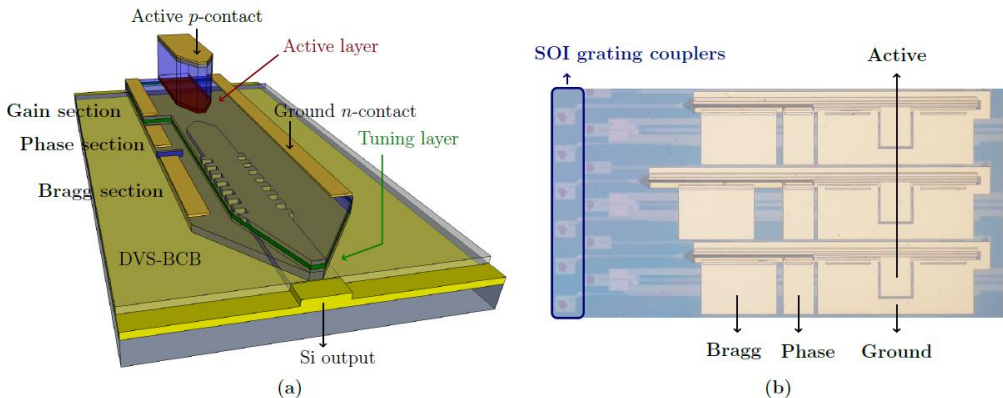 Active p-contact
Active layer
Gain section
Ground n-contact
Phase section
Tuning layer
Bragg section
DVS-BCB
Si output
(a)
SOI grating couplers
Active
Bragg
Phase
Ground
(b)